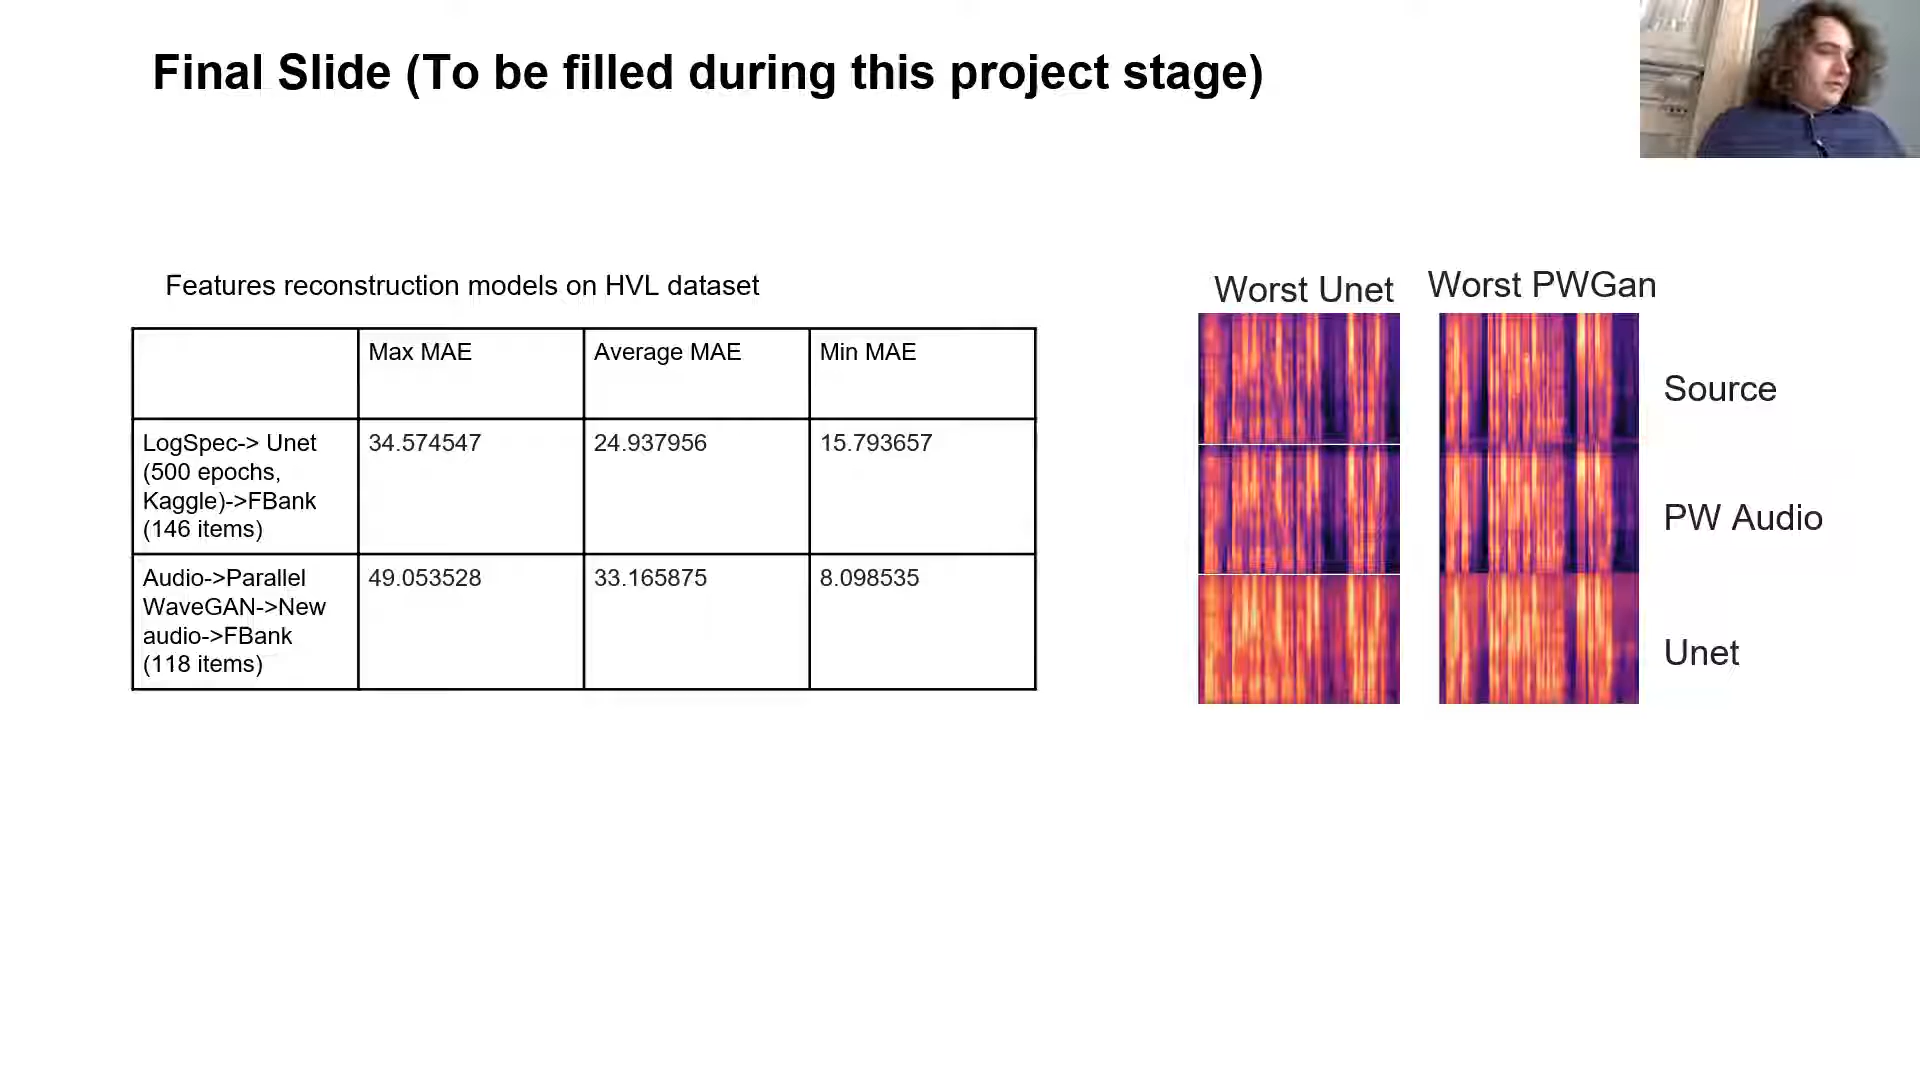 Final Slide (To be filled during this project stage)
Features reconstruction models on HVL dataset
Max MAE
Average MAE
Min MAE
LogSpec-> Unet
(500 epochs,
Kaggle)->FBank
(146 items)
34.574547
24.937956
15.793657
Audio->Parallel
WaveGAN->New
audio->FBank
(118 items)
49.053528
33.165875
8.098535
Worst Unet
Worst PWGan
Source
PW Audio
Unet